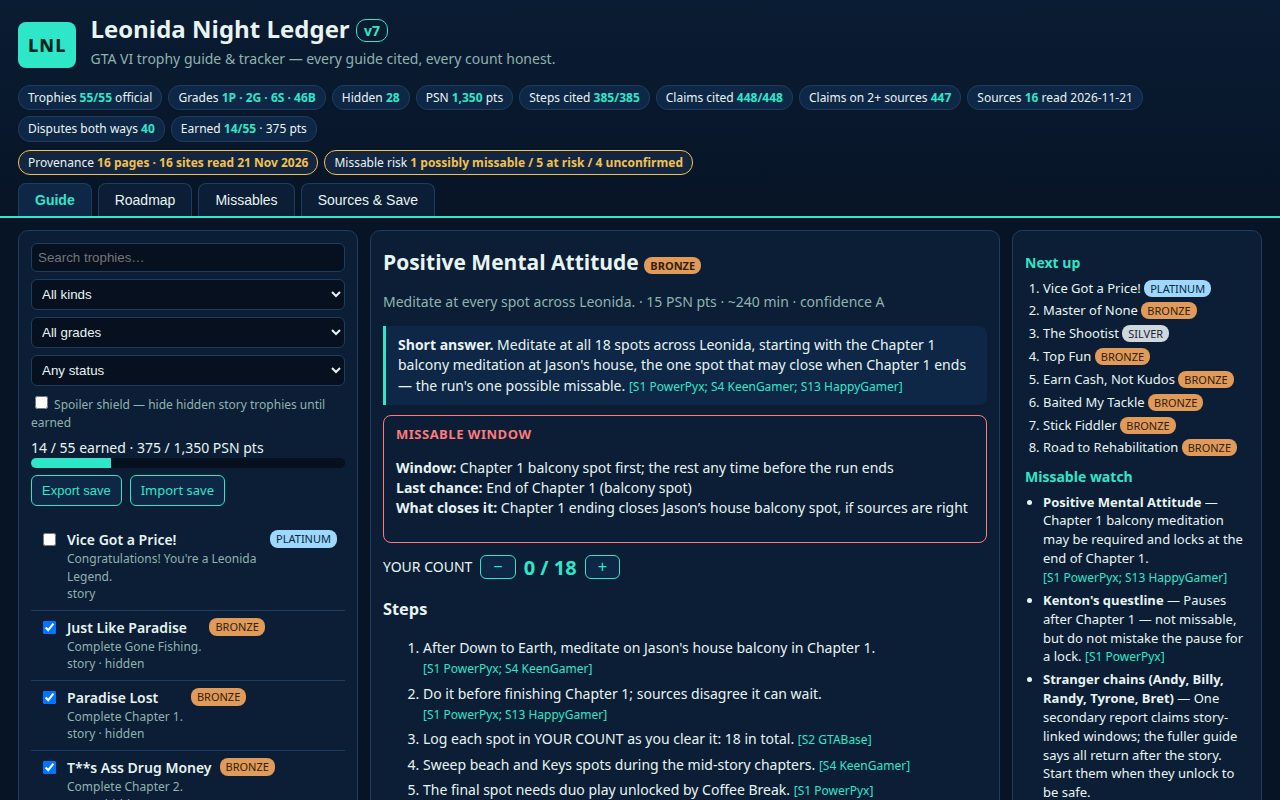 LNL
Leonida Night Ledger v7
GTA VI trophy guide & tracker — every guide cited, every count honest.
Trophies 55/55 official
Grades 1P · 2G · 6S · 46B
Hidden 28
PSN 1,350 pts
Steps cited 385/385
Claims cited 448/448
Claims on 2+ sources 447
Sources 16 read 2026-11-21
Disputes both ways 40
Earned 14/55 · 375 pts
Provenance 16 pages · 16 sites read 21 Nov 2026
Missable risk 1 possibly missable / 5 at risk / 4 unconfirmed
Guide
Roadmap
Missables
Sources & Save
Search trophies…
All kinds
All grades
Any status
Spoiler shield — hide hidden story trophies until
earned
14 / 55 earned · 375 / 1,350 PSN pts
Export save
Import save
Vice Got a Price! PLATINUM
Congratulations! You're a Leonida
Legend.
story
Just Like Paradise BRONZE
Complete Gone Fishing.
story · hidden
Paradise Lost BRONZE
Complete Chapter 1.
story · hidden
T**s Ass Drug Money BRONZE
Complete Chapter 2.
Positive Mental Attitude BRONZE
Meditate at every spot across Leonida. · 15 PSN pts · ~240 min · confidence A
Short answer. Meditate at all 18 spots across Leonida, starting with the Chapter 1
balcony meditation at Jason's house, the one spot that may close when Chapter 1 ends
— the run's one possible missable. [S1 PowerPyx; S4 KeenGamer; S13 HappyGamer]
MISSABLE WINDOW
Window: Chapter 1 balcony spot first; the rest any time before the run ends
Last chance: End of Chapter 1 (balcony spot)
What closes it: Chapter 1 ending closes Jason's house balcony spot, if sources are right
YOUR COUNT − 0 / 18 +
Steps
1. After Down to Earth, meditate on Jason's house balcony in Chapter 1.
[S1 PowerPyx; S4 KeenGamer]
2. Do it before finishing Chapter 1; sources disagree it can wait.
[S1 PowerPyx; S13 HappyGamer]
3. Log each spot in YOUR COUNT as you clear it: 18 in total. [S2 GTABase]
4. Sweep beach and Keys spots during the mid-story chapters. [S4 KeenGamer]
5. The final spot needs duo play unlocked by Coffee Break. [S1 PowerPyx]
Next up
1. Vice Got a Price! PLATINUM
2. Master of None BRONZE
3. The Shootist SILVER
4. Top Fun BRONZE
5. Earn Cash, Not Kudos BRONZE
6. Baited My Tackle BRONZE
7. Stick Fiddler BRONZE
8. Road to Rehabilitation BRONZE
Missable watch
Positive Mental Attitude —
Chapter 1 balcony meditation
may be required and locks at the
end of Chapter 1.
[S1 PowerPyx; S13 HappyGamer]
Kenton's questline — Pauses
after Chapter 1 — not missable,
but do not mistake the pause for
a lock. [S1 PowerPyx]
Stranger chains (Andy, Billy,
Randy, Tyrone, Bret) — One
secondary report claims story-
linked windows; the fuller guide
says all return after the story.
Start them when they unlock to
be safe.